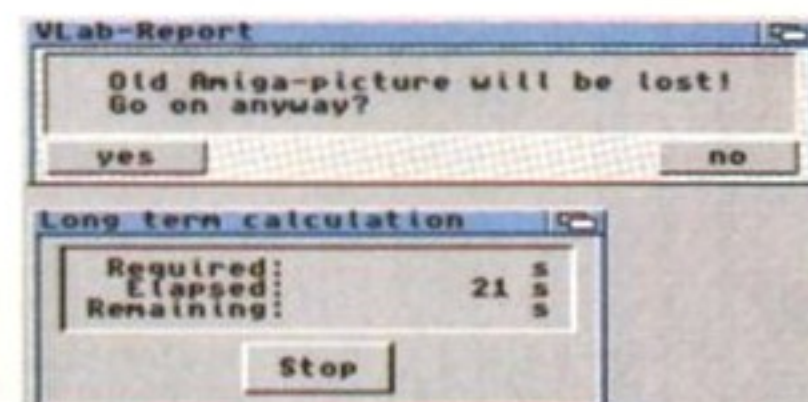 VLab-Report
Old Amiga-picture will be lost!
Go on anyway?
yes no
Long term calculation
Required: s
Elapsed: 21 s
Remaining: s
Stop